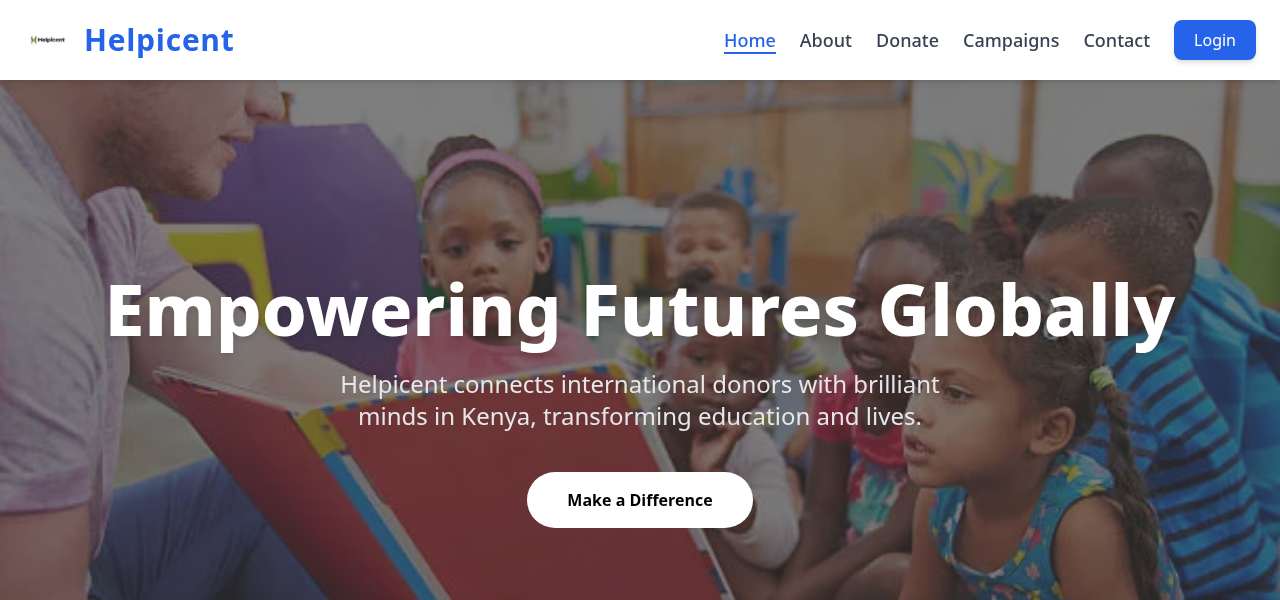 Helpicent
Helpicent
Home
About
Donate
Campaigns
Contact
Login
Empowering Futures Globally
Helpicent connects international donors with brilliant
minds in Kenya, transforming education and lives.
Make a Difference